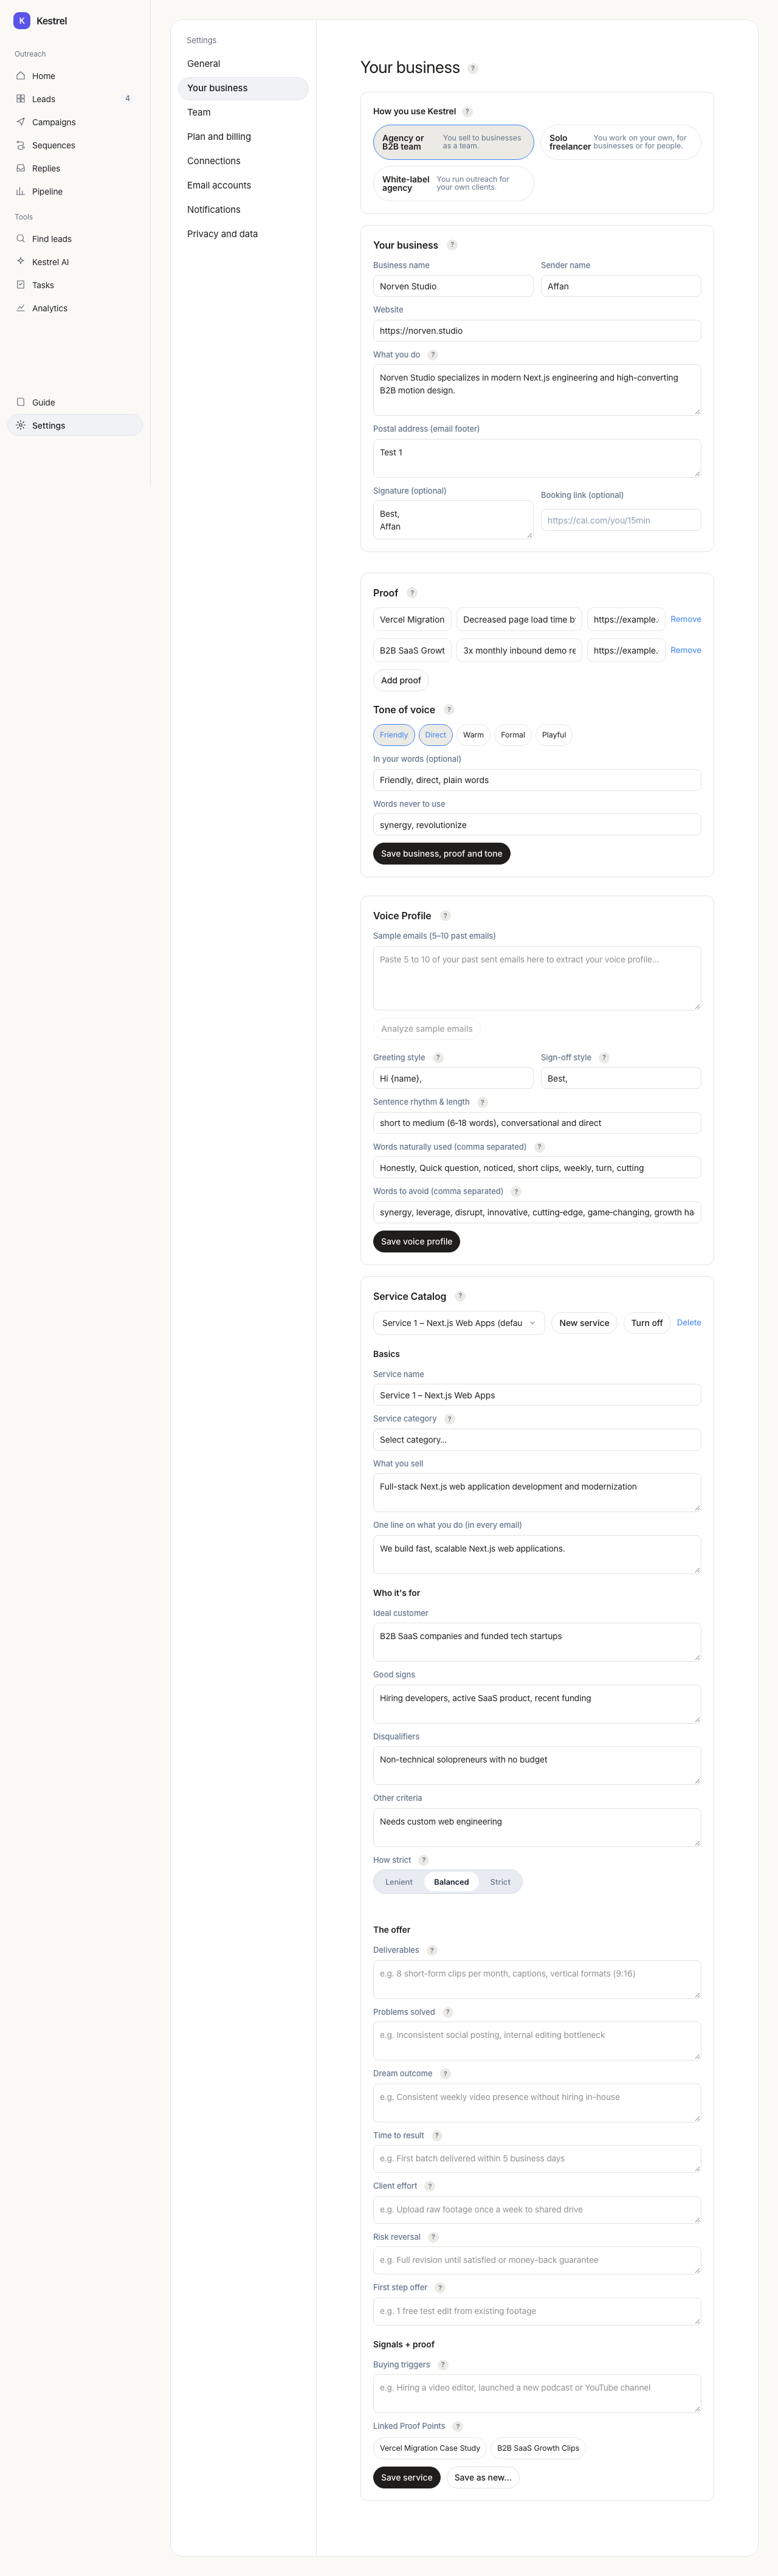 K Kestrel
Outreach
Home
Leads 4
Campaigns
Sequences
Replies
Pipeline
Tools
Find leads
Kestrel AI
Tasks
Analytics
Guide
Settings
Settings
General
Your business
Team
Plan and billing
Connections
Email accounts
Notifications
Privacy and data
Your business ?
How you use Kestrel ?
Agency or B2B team
You sell to businesses as a team.
Solo freelancer
You work on your own, for businesses or for people.
White-label agency
You run outreach for your own clients.
Your business ?
Business name
Norven Studio
Sender name
Affan
Website
https://norven.studio
What you do ?
Norven Studio specializes in modern Next.js engineering and high-converting
B2B motion design.
Postal address (email footer)
Test 1
Signature (optional)
Best,
Affan
Booking link (optional)
https://cal.com/you/15min
Proof ?
Vercel Migration Decreased page load time b https://example. Remove
B2B SaaS Growt 3x monthly inbound demo re https://example. Remove
Add proof
Tone of voice ?
Friendly Direct Warm Formal Playful
In your words (optional)
Friendly, direct, plain words
Words never to use
synergy, revolutionize
Save business, proof and tone
Voice Profile ?
Sample emails (5–10 past emails)
Paste 5 to 10 of your past sent emails here to extract your voice profile...
Analyze sample emails
Greeting style ?
Hi {name},
Sign-off style ?
Best,
Sentence rhythm & length ?
short to medium (6-18 words), conversational and direct
Words naturally used (comma separated) ?
Honestly, Quick question, noticed, short clips, weekly, turn, cutting
Words to avoid (comma separated) ?
synergy, leverage, disrupt, innovative, cutting-edge, game-changing, growth ha
Save voice profile
Service Catalog ?
Service 1 – Next.js Web Apps (defau New service Turn off Delete
Basics
Service name
Service 1 – Next.js Web Apps
Service category ?
Select category...
What you sell
Full-stack Next.js web application development and modernization
One line on what you do (in every email)
We build fast, scalable Next.js web applications.
Who it's for
Ideal customer
B2B SaaS companies and funded tech startups
Good signs
Hiring developers, active SaaS product, recent funding
Disqualifiers
Non-technical solopreneurs with no budget
Other criteria
Needs custom web engineering
How strict ?
Lenient Balanced Strict
The offer
Deliverables ?
e.g. 8 short-form clips per month, captions, vertical formats (9:16)
Problems solved ?
e.g. Inconsistent social posting, internal editing bottleneck
Dream outcome ?
e.g. Consistent weekly video presence without hiring in-house
Time to result ?
e.g. First batch delivered within 5 business days
Client effort ?
e.g. Upload raw footage once a week to shared drive
Risk reversal ?
e.g. Full revision until satisfied or money-back guarantee
First step offer ?
e.g. 1 free test edit from existing footage
Signals + proof
Buying triggers ?
e.g. Hiring a video editor, launched a new podcast or YouTube channel
Linked Proof Points ?
Vercel Migration Case Study B2B SaaS Growth Clips
Save service Save as new...